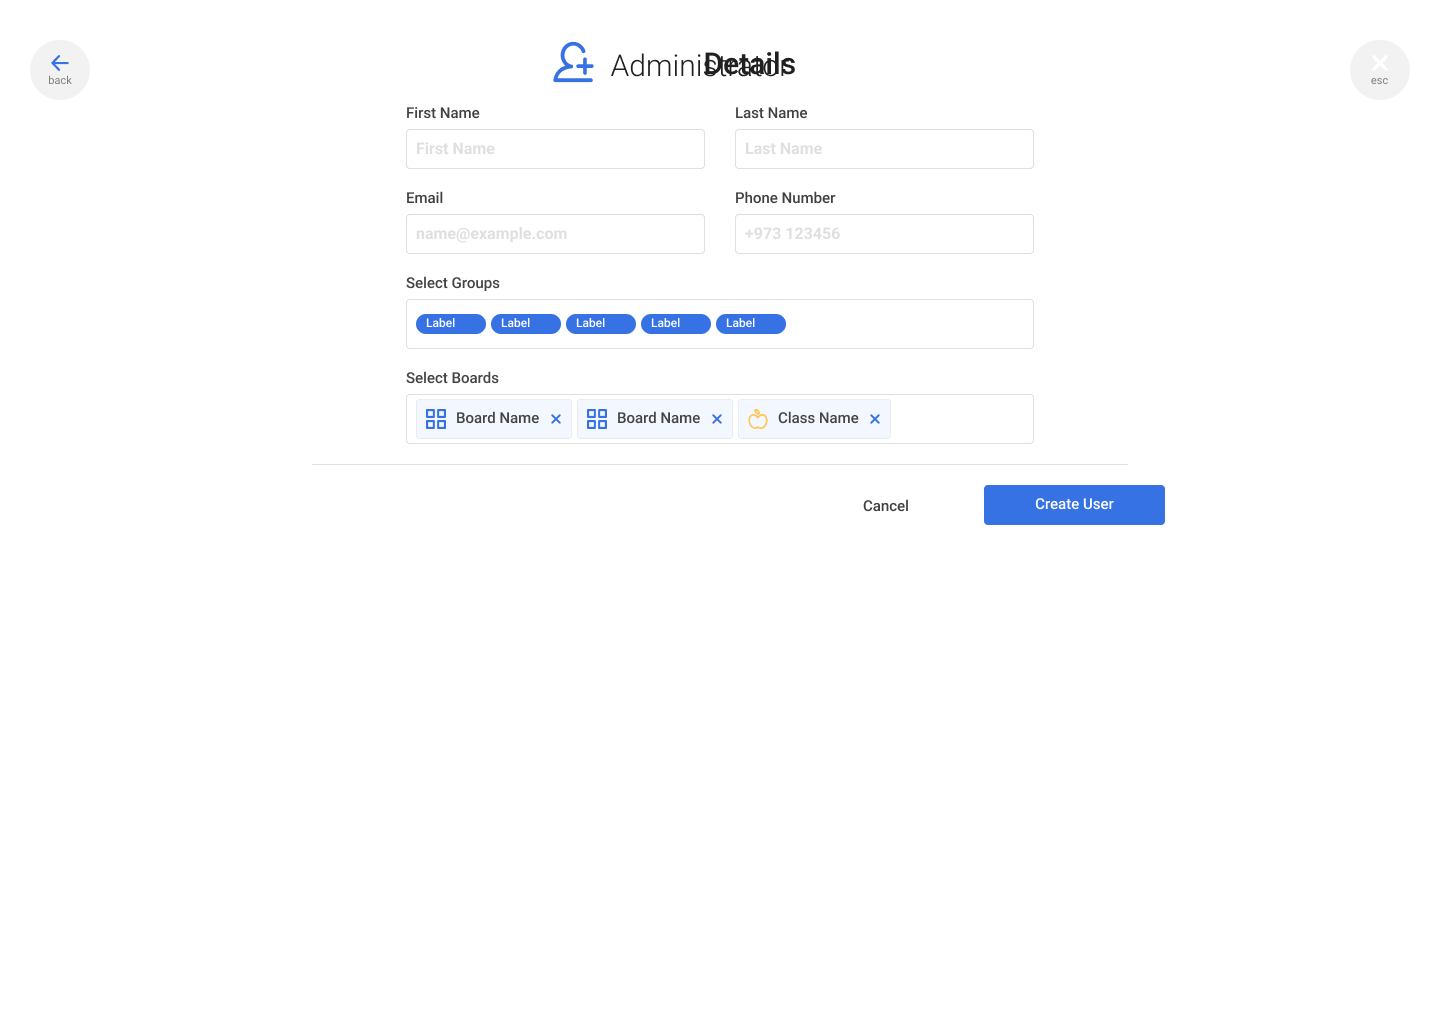 back
Administrator Details
esc
First Name Last Name
First Name Last Name
Email Phone Number
name@example.com +973 123456
Select Groups
Label Label Label Label Label
Select Boards
Board Name Board Name Class Name
Cancel Create User